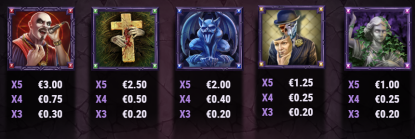 X5 €3.00
X4 €0.75
X3 €0.30
X5 €2.50
X4 €0.50
X3 €0.20
X5 €2.00
X4 €0.40
X3 €0.20
X5 €1.25
X4 €0.25
X3 €0.20
X5 €1.00
X4 €0.25
X3 €0.20